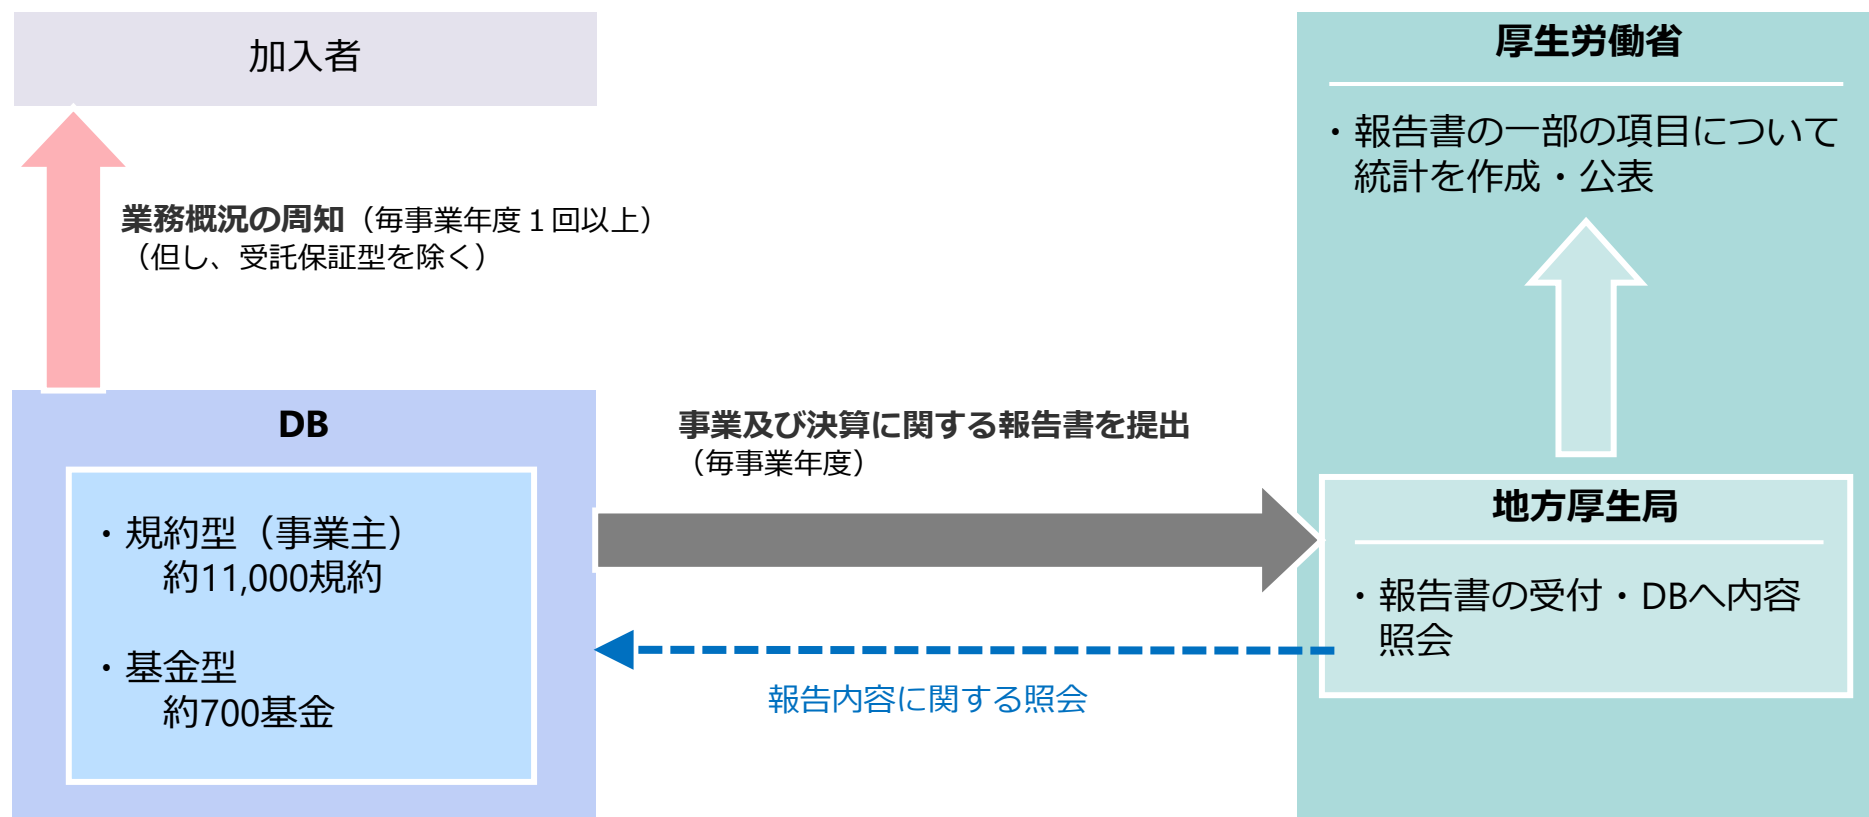 加入者
業務概況の周知（毎事業年度１回以上）
（但し、受託保証型を除く）
DB
・規約型（事業主）
約11,000規約
・基金型
約700基金
事業及び決算に関する報告書を提出
（毎事業年度）
報告内容に関する照会
厚生労働省
・報告書の一部の項目について
統計を作成・公表
地方厚生局
・報告書の受付・DBへ内容
照会